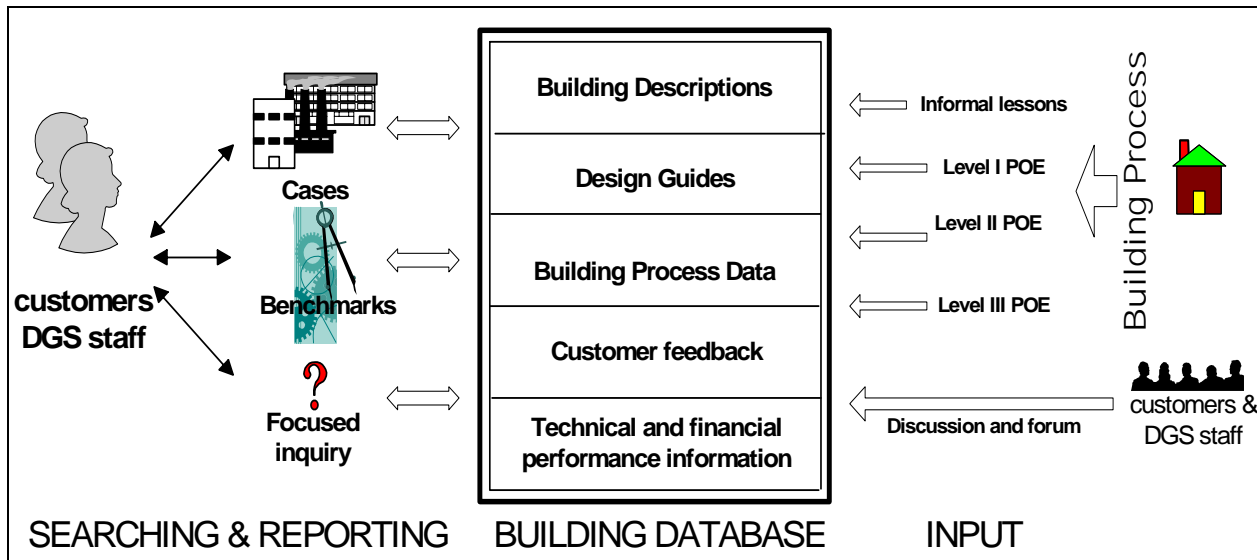 customers
DGS staff
Cases
Benchmarks
?
Focused
inquiry
SEARCHING & REPORTING
Building Descriptions
Design Guides
Building Process Data
Customer feedback
Technical and financial
performance information
BUILDING DATABASE
Informal lessons
Level I POE
Level II POE
Level III POE
Discussion and forum
Building Process
customers &
DGS staff
INPUT